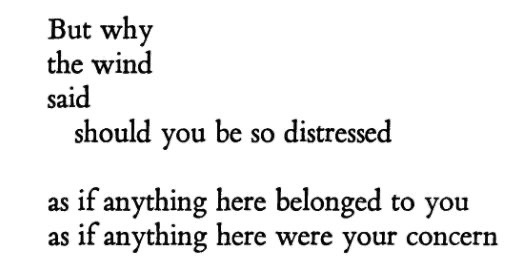 But why
the wind
said
should you be so distressed
as if anything here belonged to you
as if anything here were your concern